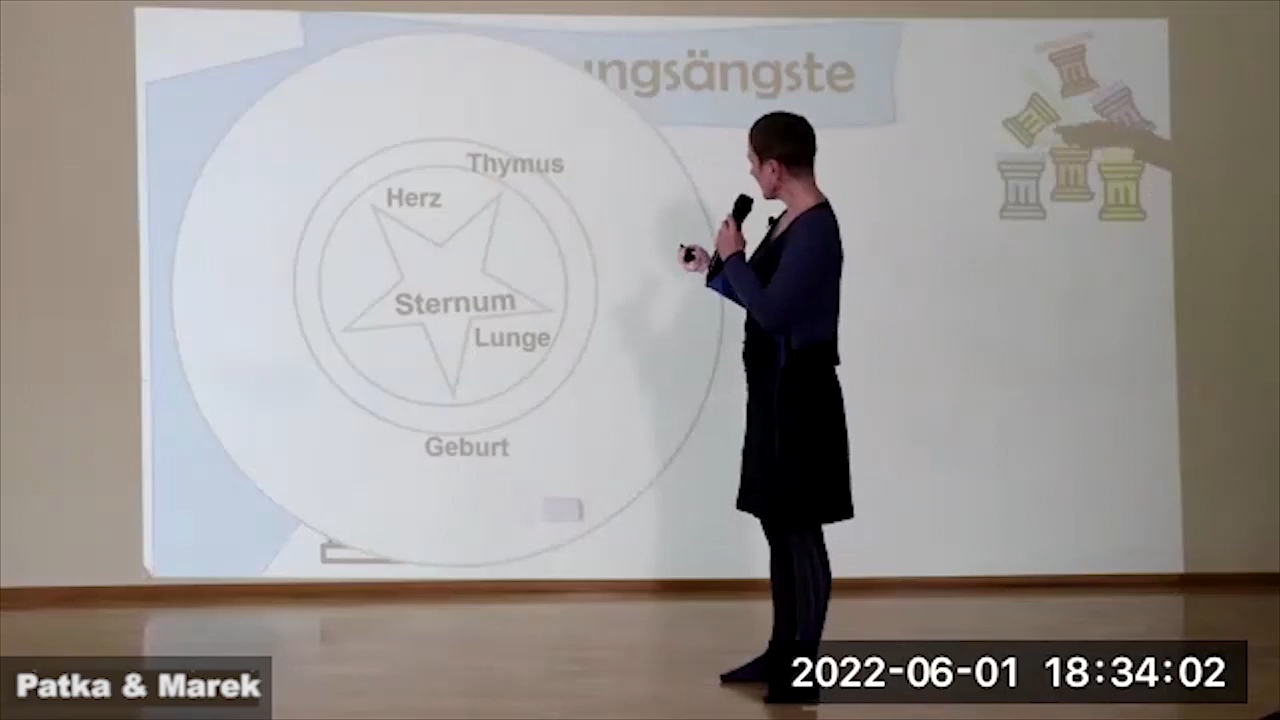 ungsängste
Thymus
Herz
Sternum
Lunge
Geburt
Patka & Marek
2022-06-01 18:34:02